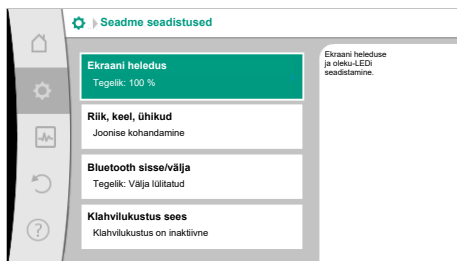 Seadme seadistused
Ekraani heledus
Tegelik: 100 %
Ekraani heleduse
ja oleku-LEDi
seadistamine.
Riik, keel, ühikud
Joonise kohandamine
Bluetooth sisse/välja
Tegelik: Välja lülitatud
Klahvilukustus sees
Klahvilukustus on inaktiivne